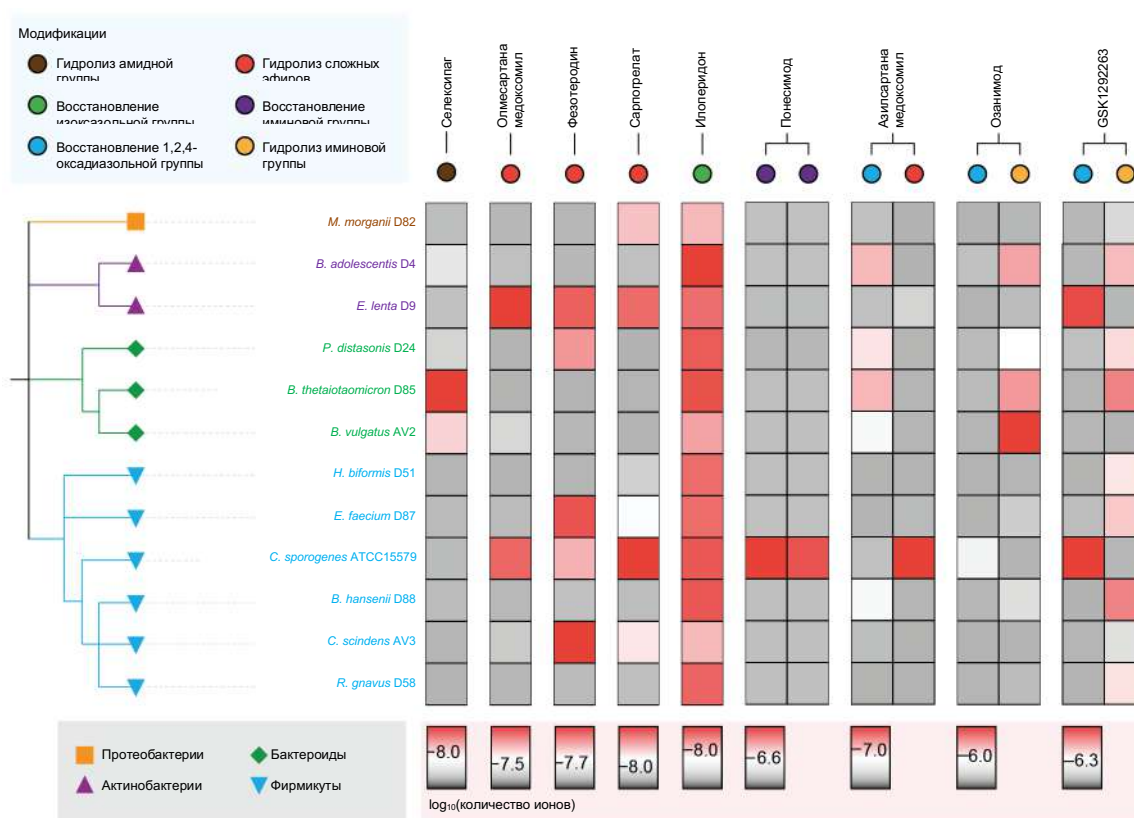 Модификации
Гидролиз амидной
группы
Гидролиз сложных
эфиров
Восстановление
изоксазольной группы
Восстановление
иминовой группы
Восстановление 1,2,4-
оксадиазольной группы
Гидролиз иминовой
группы
Селексипаг
Олмесартана
медоксомил
Фезотеродин
Сарпогрелат
Илоперидон
Понесимод
Азилсартана
медоксомил
Озанимод
GSK1292263
M. morganii D82
B. adolescentis D4
E. lenta D9
P. distasonis D24
B. thetaiotaomicron D85
B. vulgatus AV2
H. biformis D51
E. faecium D87
C. sporogenes ATCC15579
B. hansenii D88
C. scindens AV3
R. gnavus D58
Протеобактерии
Бактероиды
Актинобактерии
Фирмикуты
–8.0
–7.5
–7.7
–8.0
–8.0
–6.6
–7.0
–6.0
–6.3
log₁₀(количество ионов)